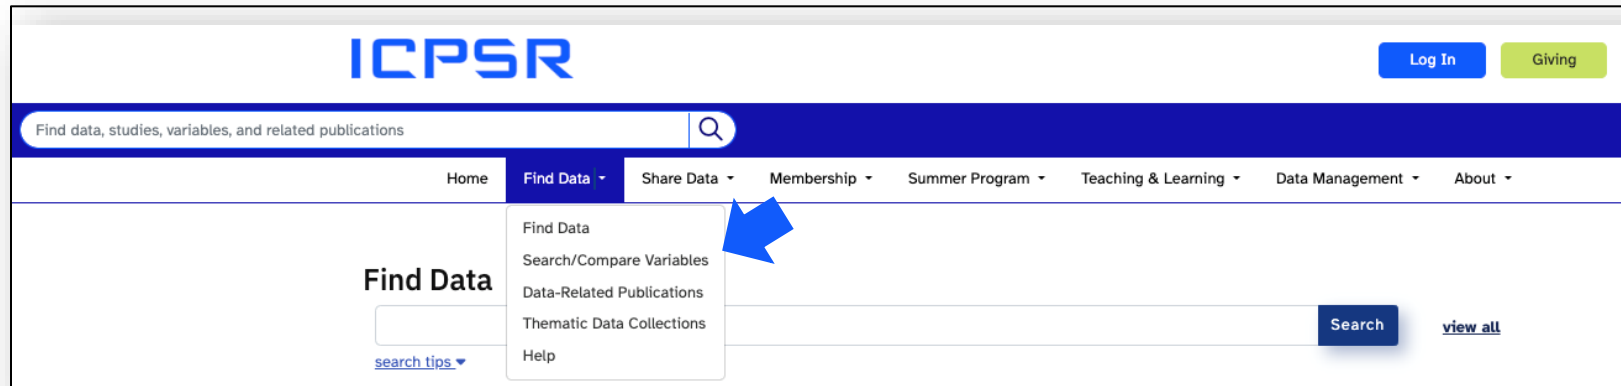 ICPSR
Log In
Giving
Find data, studies, variables, and related publications
Home Find Data Share Data Membership Summer Program Teaching & Learning Data Management About
Find Data
Search/Compare Variables
Find Data
Data-Related Publications
Thematic Data Collections
Search view all
Help
search tips